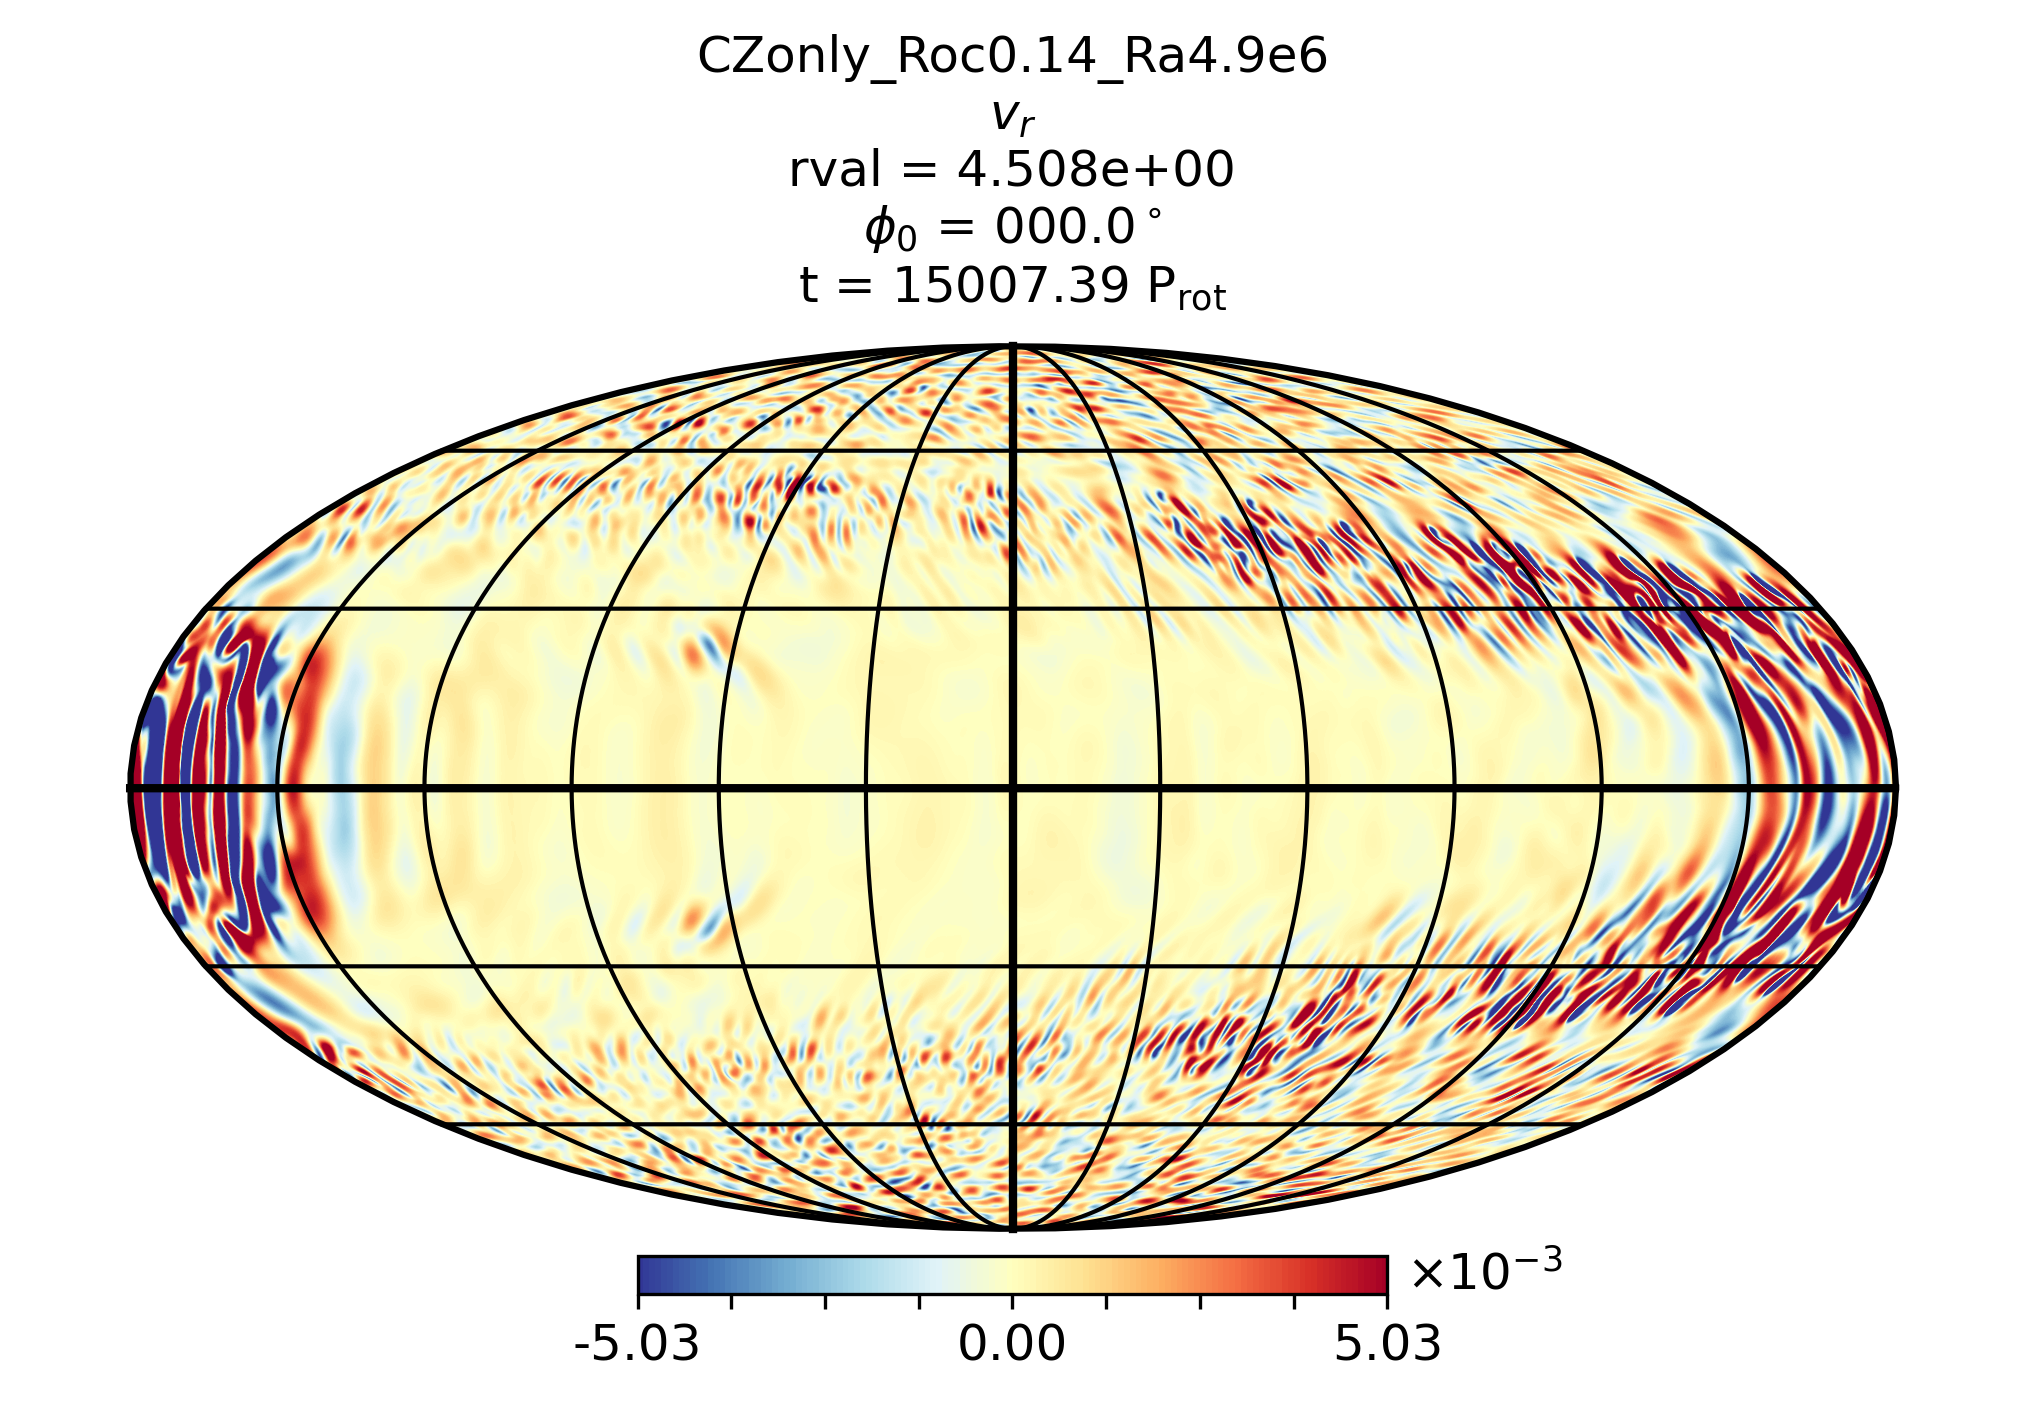 CZonly_Roc0.14_Ra4.9e6
v_r
rval = 4.508e+00
ϕ₀ = 000.0°
t = 15007.39 P_rot
×10⁻³
-5.03 0.00 5.03